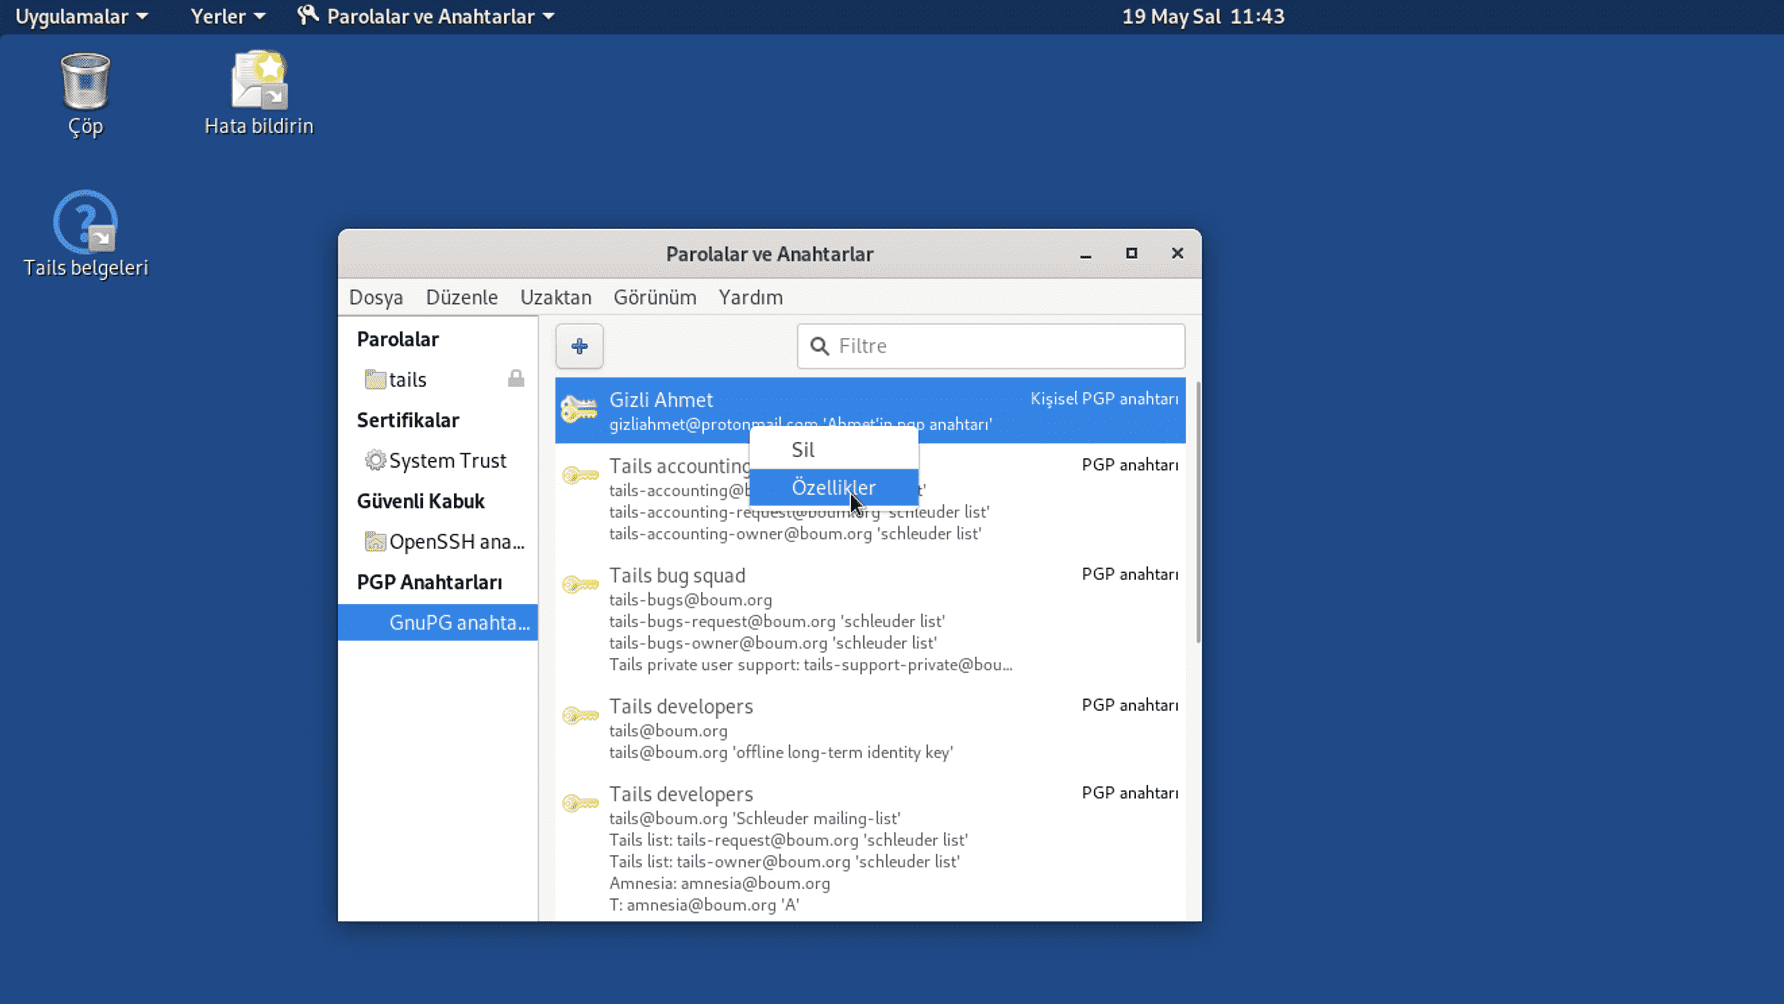 Uygulamalar Yerler Parolalar ve Anahtarlar 19 May Sal 11:43
Çöp
Hata bildirin
Tails belgeleri
Parolalar ve Anahtarlar
Dosya Düzenle Uzaktan Görünüm Yardım
Parolalar
tails
Sertifikalar
System Trust
Güvenli Kabuk
OpenSSH ana...
PGP Anahtarları
GnuPG anahta...
Filtre
Gizli Ahmet Kişisel PGP anahtarı
gizliahmet@protonmail.com 'Ahmet'in pgp anahtarı'
Sil
Özellikler
Tails accounting PGP anahtarı
tails-accounting@b
tails-accounting-request@boum.org 'schleuder list'
tails-accounting-owner@boum.org 'schleuder list'
Tails bug squad PGP anahtarı
tails-bugs@boum.org
tails-bugs-request@boum.org 'schleuder list'
tails-bugs-owner@boum.org 'schleuder list'
Tails private user support: tails-support-private@bou...
Tails developers PGP anahtarı
tails@boum.org
tails@boum.org 'offline long-term identity key'
Tails developers PGP anahtarı
tails@boum.org 'Schleuder mailing-list'
Tails list: tails-request@boum.org 'schleuder list'
Tails list: tails-owner@boum.org 'schleuder list'
Amnesia: amnesia@boum.org
T: amnesia@boum.org 'A'